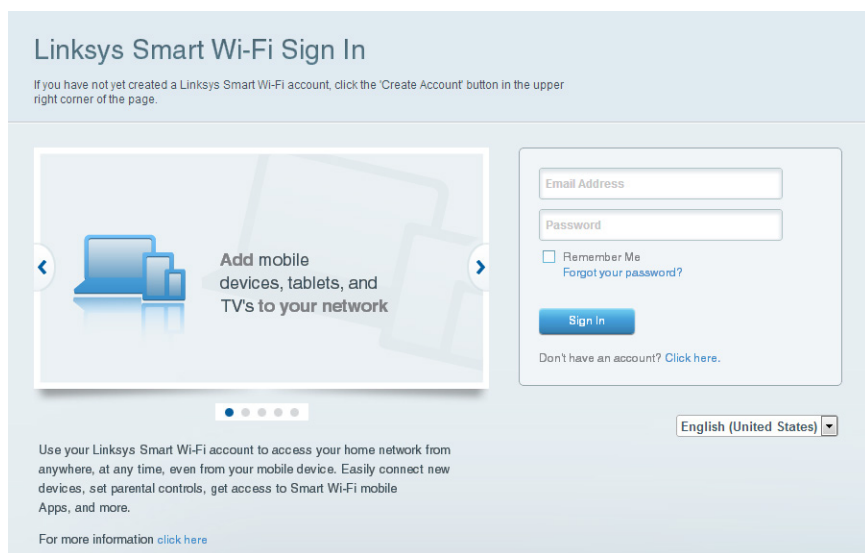 Linksys Smart Wi-Fi Sign In
If you have not yet created a Linksys Smart Wi-Fi account, click the 'Create Account' button in the upper
right corner of the page.
Add mobile
devices, tablets, and
TV's to your network
Email Address
Password
Remember Me
Forgot your password?
Sign In
Don't have an account? Click here.
English (United States)
Use your Linksys Smart Wi-Fi account to access your home network from
anywhere, at any time, even from your mobile device. Easily connect new
devices, set parental controls, get access to Smart Wi-Fi mobile
Apps, and more.
For more information click here